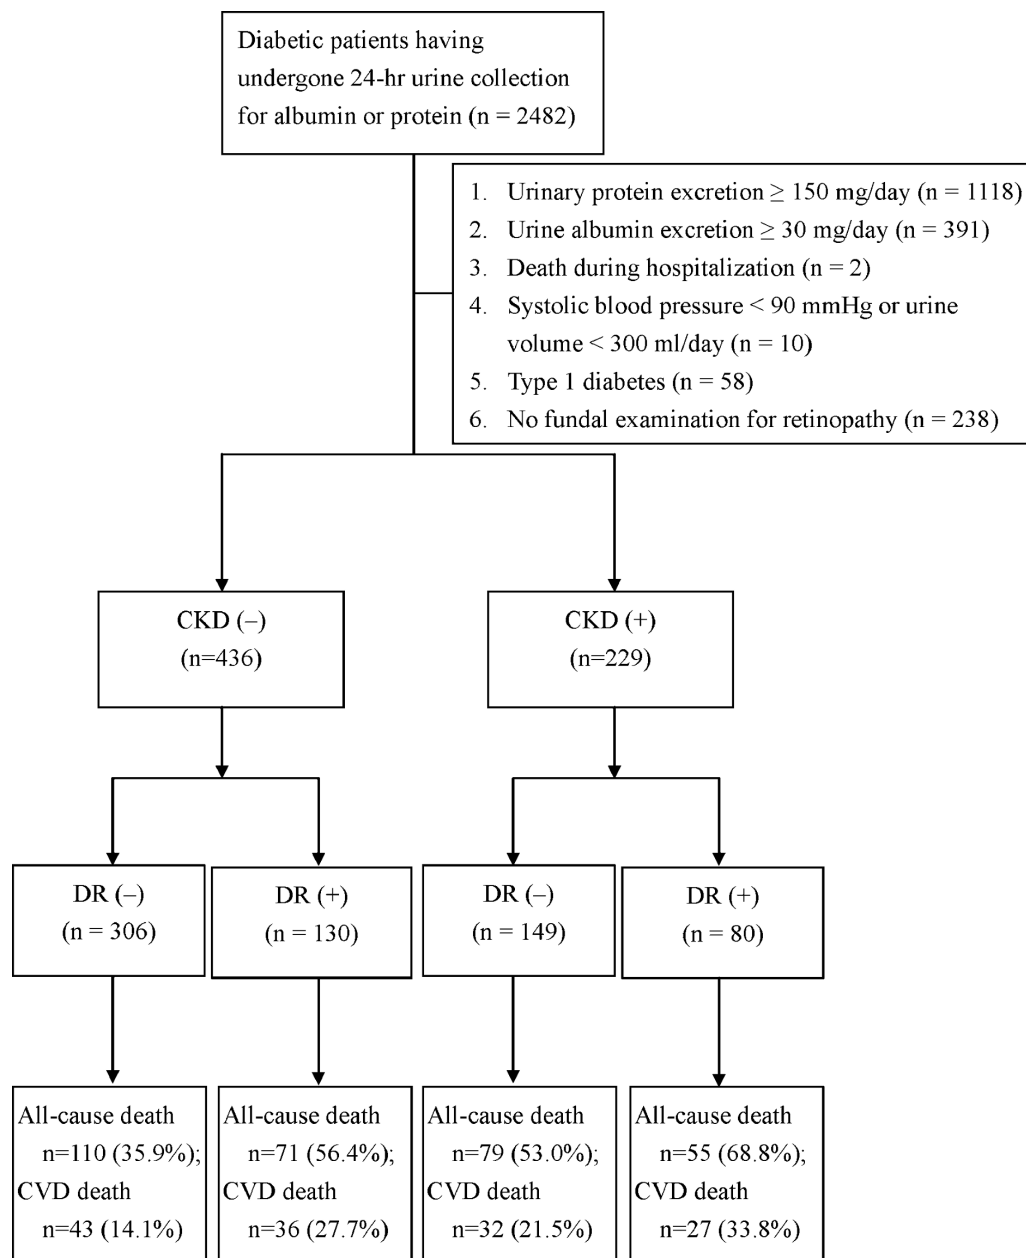 Diabetic patients having
undergone 24-hr urine collection
for albumin or protein (n = 2482)
1. Urinary protein excretion ≥ 150 mg/day (n = 1118)
2. Urine albumin excretion ≥ 30 mg/day (n = 391)
3. Death during hospitalization (n = 2)
4. Systolic blood pressure < 90 mmHg or urine
volume < 300 ml/day (n = 10)
5. Type 1 diabetes (n = 58)
6. No fundal examination for retinopathy (n = 238)
CKD (–)
(n=436)
CKD (+)
(n=229)
DR (–)
(n = 306)
DR (+)
(n = 130)
DR (–)
(n = 149)
DR (+)
(n = 80)
All-cause death
n=110 (35.9%);
CVD death
n=43 (14.1%)
All-cause death
n=71 (56.4%);
CVD death
n=36 (27.7%)
All-cause death
n=79 (53.0%);
CVD death
n=32 (21.5%)
All-cause death
n=55 (68.8%);
CVD death
n=27 (33.8%)